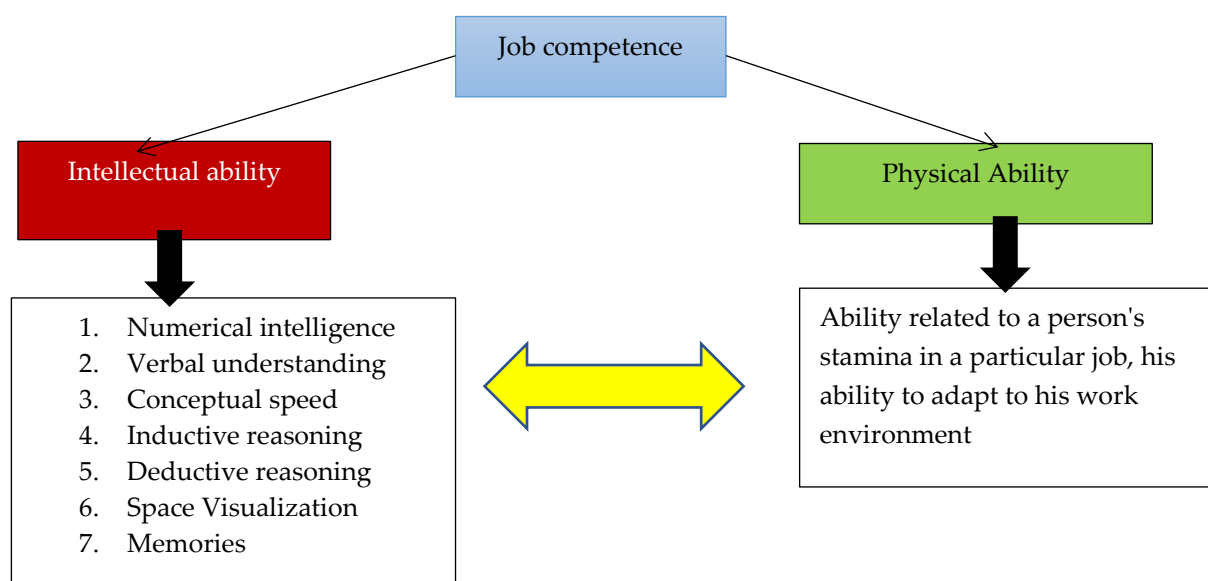 Job competence
Intellectual ability
Physical Ability
1. Numerical intelligence
2. Verbal understanding
3. Conceptual speed
4. Inductive reasoning
5. Deductive reasoning
6. Space Visualization
7. Memories
Ability related to a person's
stamina in a particular job, his
ability to adapt to his work
environment